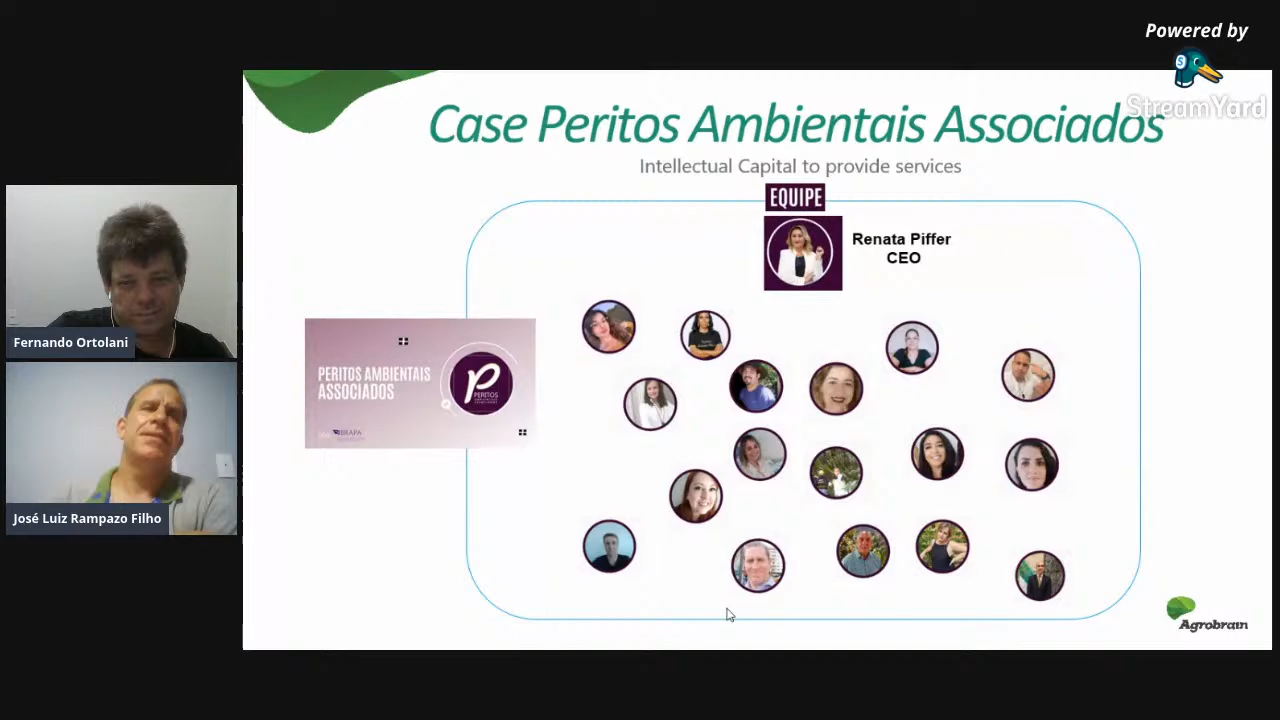 Powered by
StreamYard
Case Peritos Ambientais Associados
Intellectual Capital to provide services
EQUIPE
Renata Piffer
CEO
Fernando Ortolani
José Luiz Rampazo Filho
PERITOS AMBIENTAIS
ASSOCIADOS
PERITOS
Agrobrain